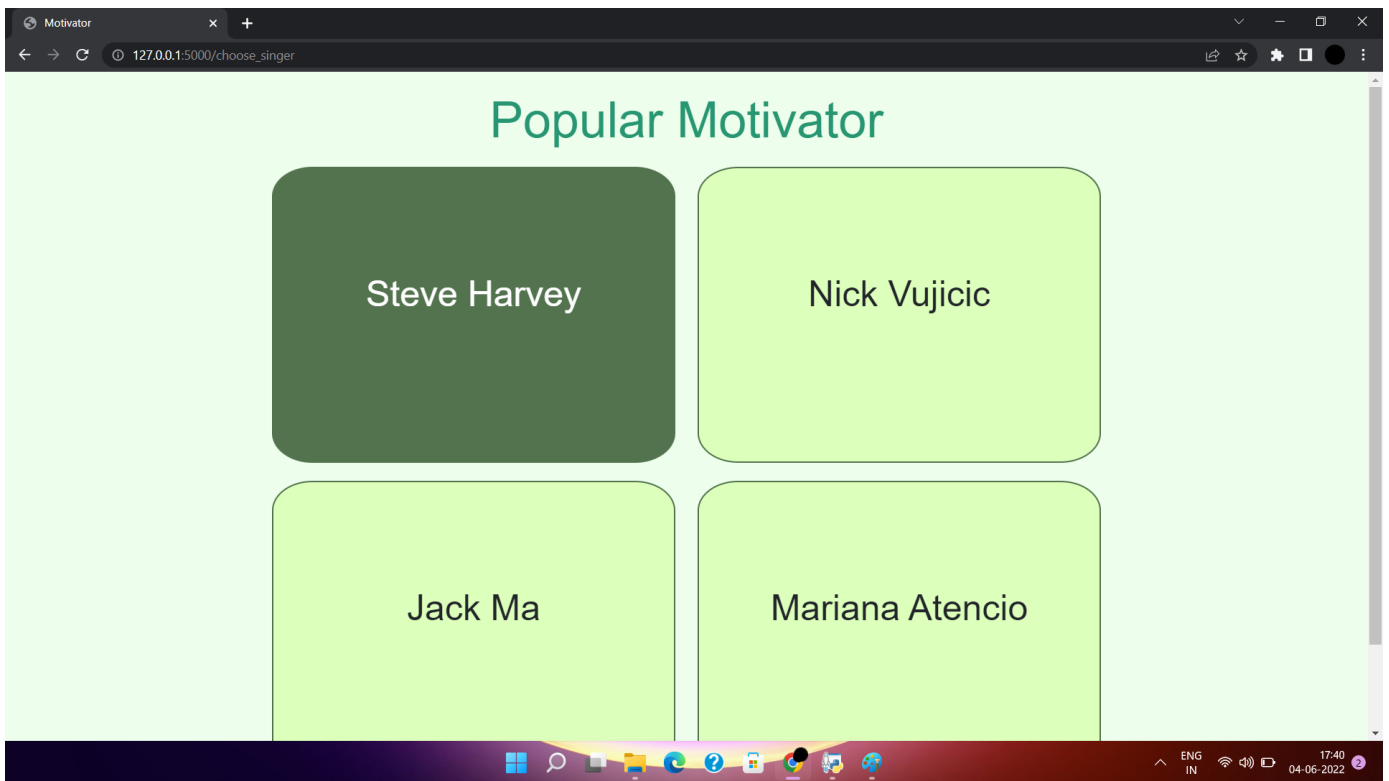 Motivator
127.0.0.1:5000/choose_singer
Popular Motivator
Steve Harvey
Nick Vujicic
Jack Ma
Mariana Atencio
ENG
IN
17:40
04-06-2022
2